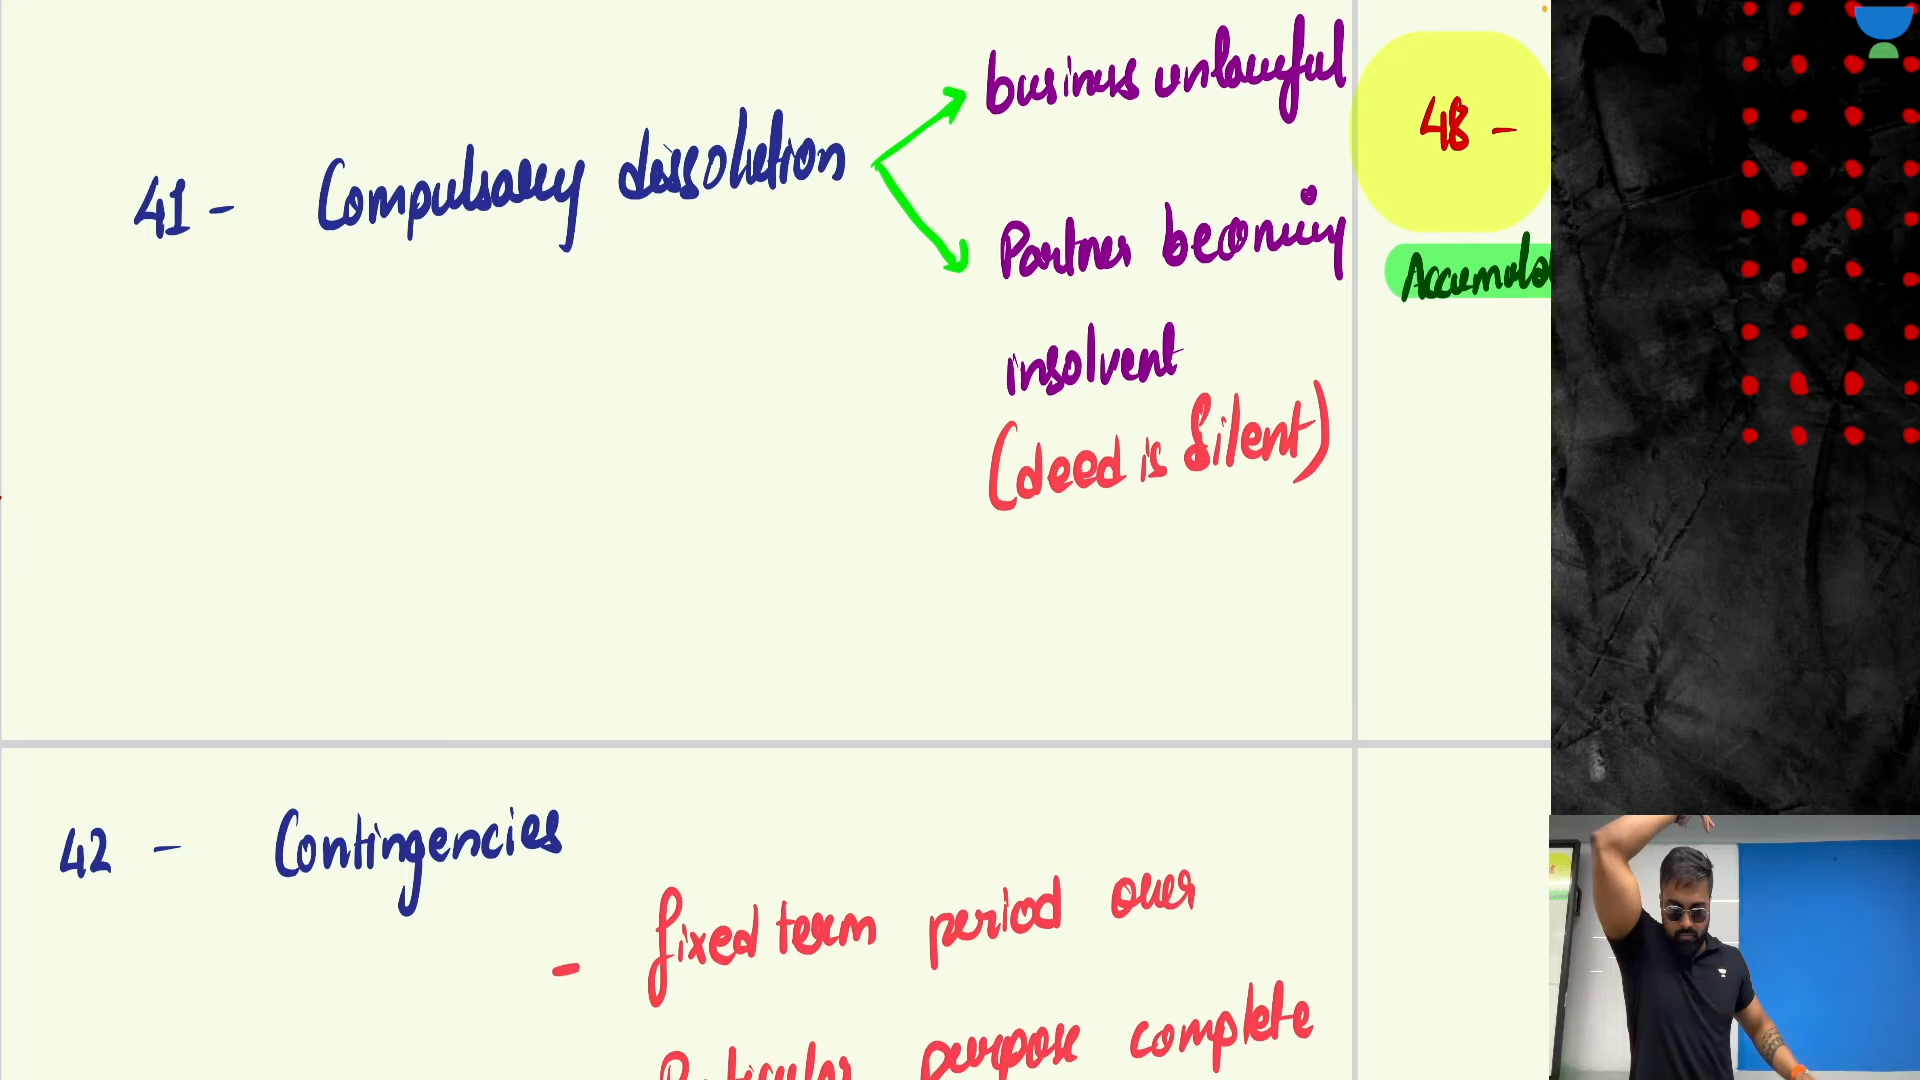 41 - Compulsary dissolution
business unlawful
Partner becoming
insolvent
(deed is silent)
48 -
42 - Contingencies
- fixed term period over
purpose complete